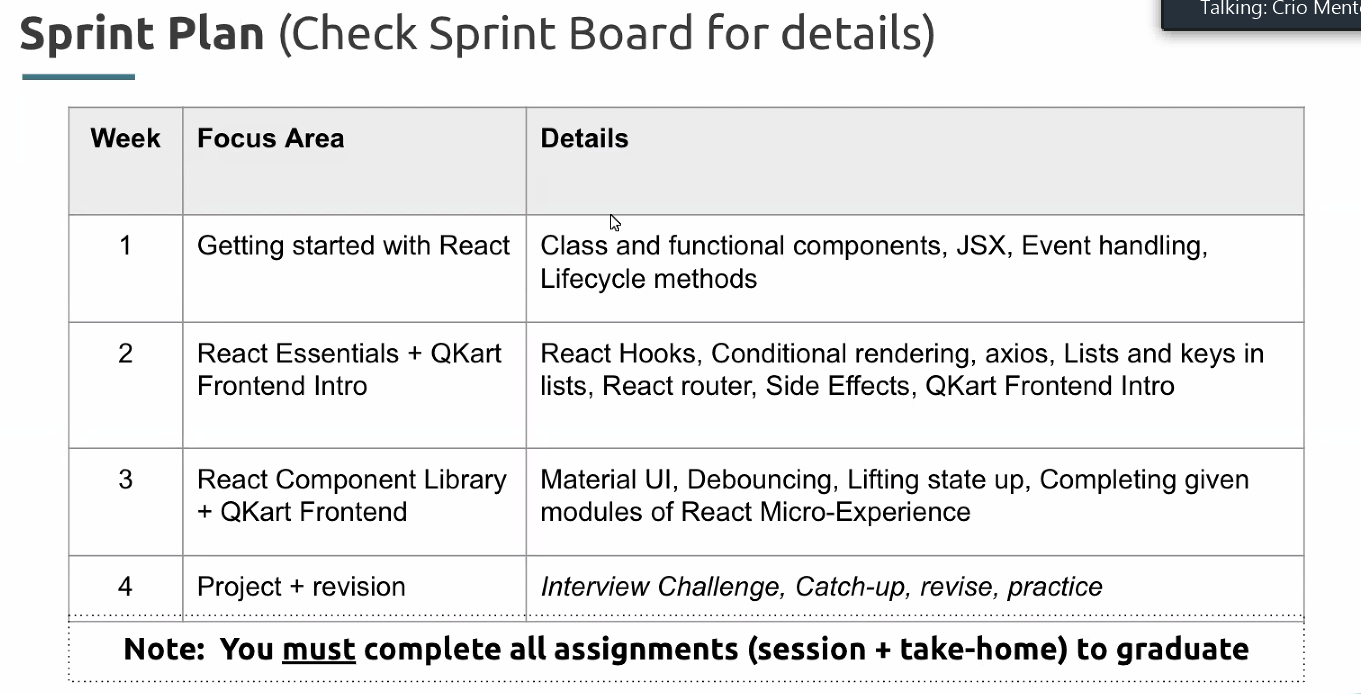 Talking: Crio
Sprint Plan (Check Sprint Board for details)
Week Focus Area Details
1 Getting started with React Class and functional components, JSX, Event handling,
Lifecycle methods
2 React Essentials + QKart React Hooks, Conditional rendering, axios, Lists and keys in
Frontend Intro lists, React router, Side Effects, QKart Frontend Intro
3 React Component Library Material UI, Debouncing, Lifting state up, Completing given
+ QKart Frontend modules of React Micro-Experience
4 Project + revision Interview Challenge, Catch-up, revise, practice
Note: You must complete all assignments (session + take-home) to graduate